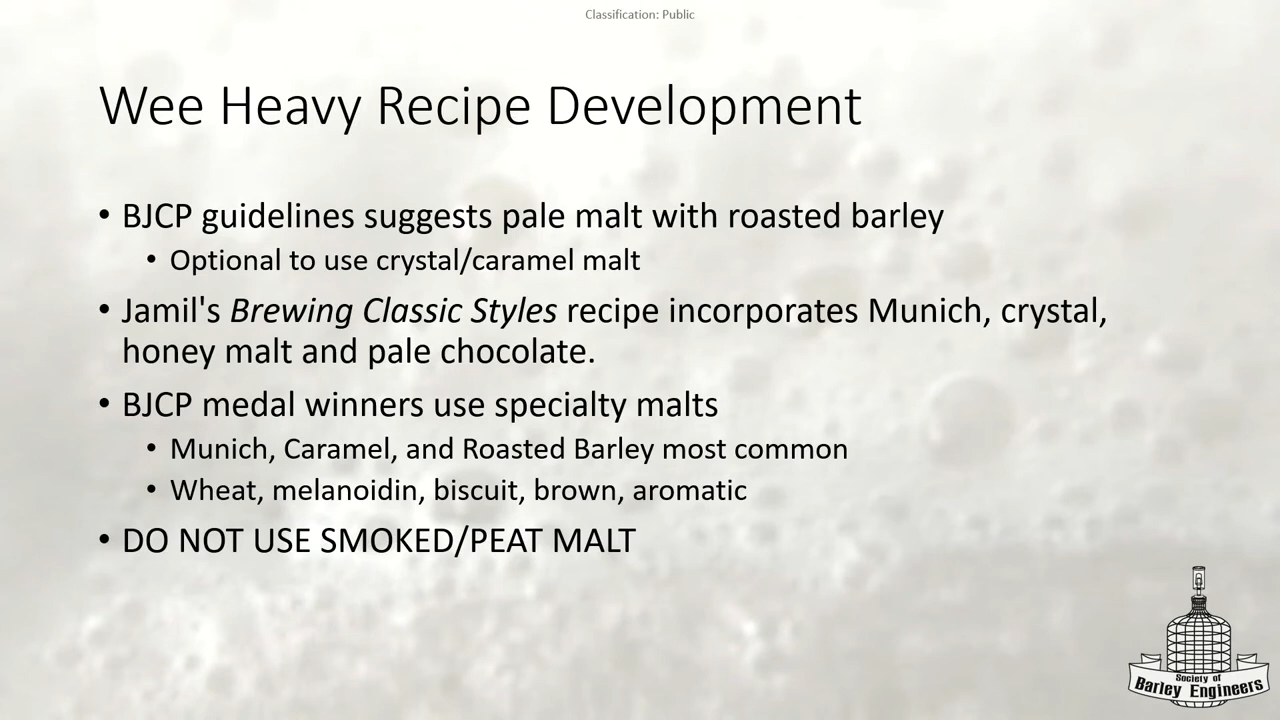 Classification: Public
Wee Heavy Recipe Development
• BJCP guidelines suggests pale malt with roasted barley
• Optional to use crystal/caramel malt
• Jamil's Brewing Classic Styles recipe incorporates Munich, crystal,
honey malt and pale chocolate.
• BJCP medal winners use specialty malts
• Munich, Caramel, and Roasted Barley most common
• Wheat, melanoidin, biscuit, brown, aromatic
• DO NOT USE SMOKED/PEAT MALT
Society of
Barley Engineers